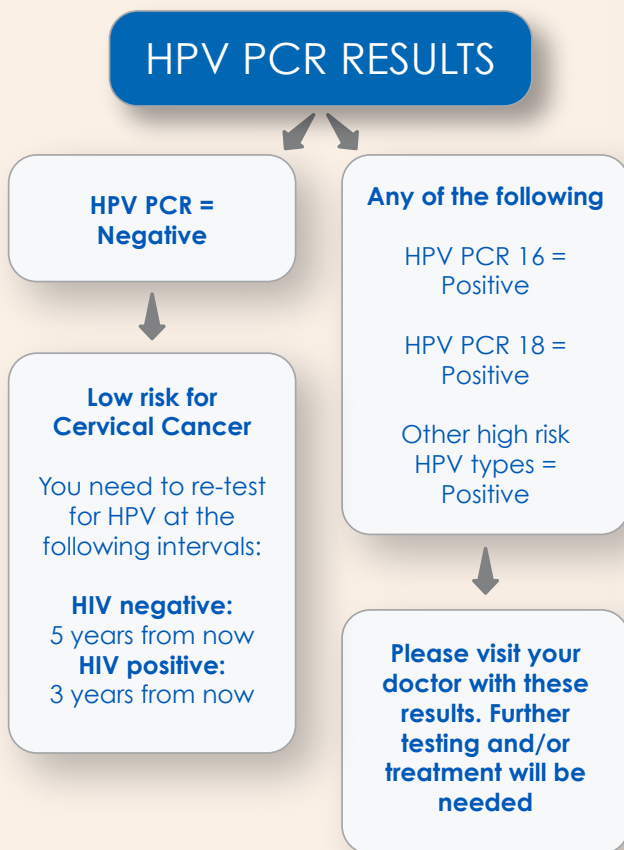 HPV PCR RESULTS
HPV PCR =
Negative
Low risk for
Cervical Cancer
You need to re-test
for HPV at the
following intervals:
HIV negative:
5 years from now
HIV positive:
3 years from now
Any of the following
HPV PCR 16 =
Positive
HPV PCR 18 =
Positive
Other high risk
HPV types =
Positive
Please visit your
doctor with these
results. Further
testing and/or
treatment will be
needed